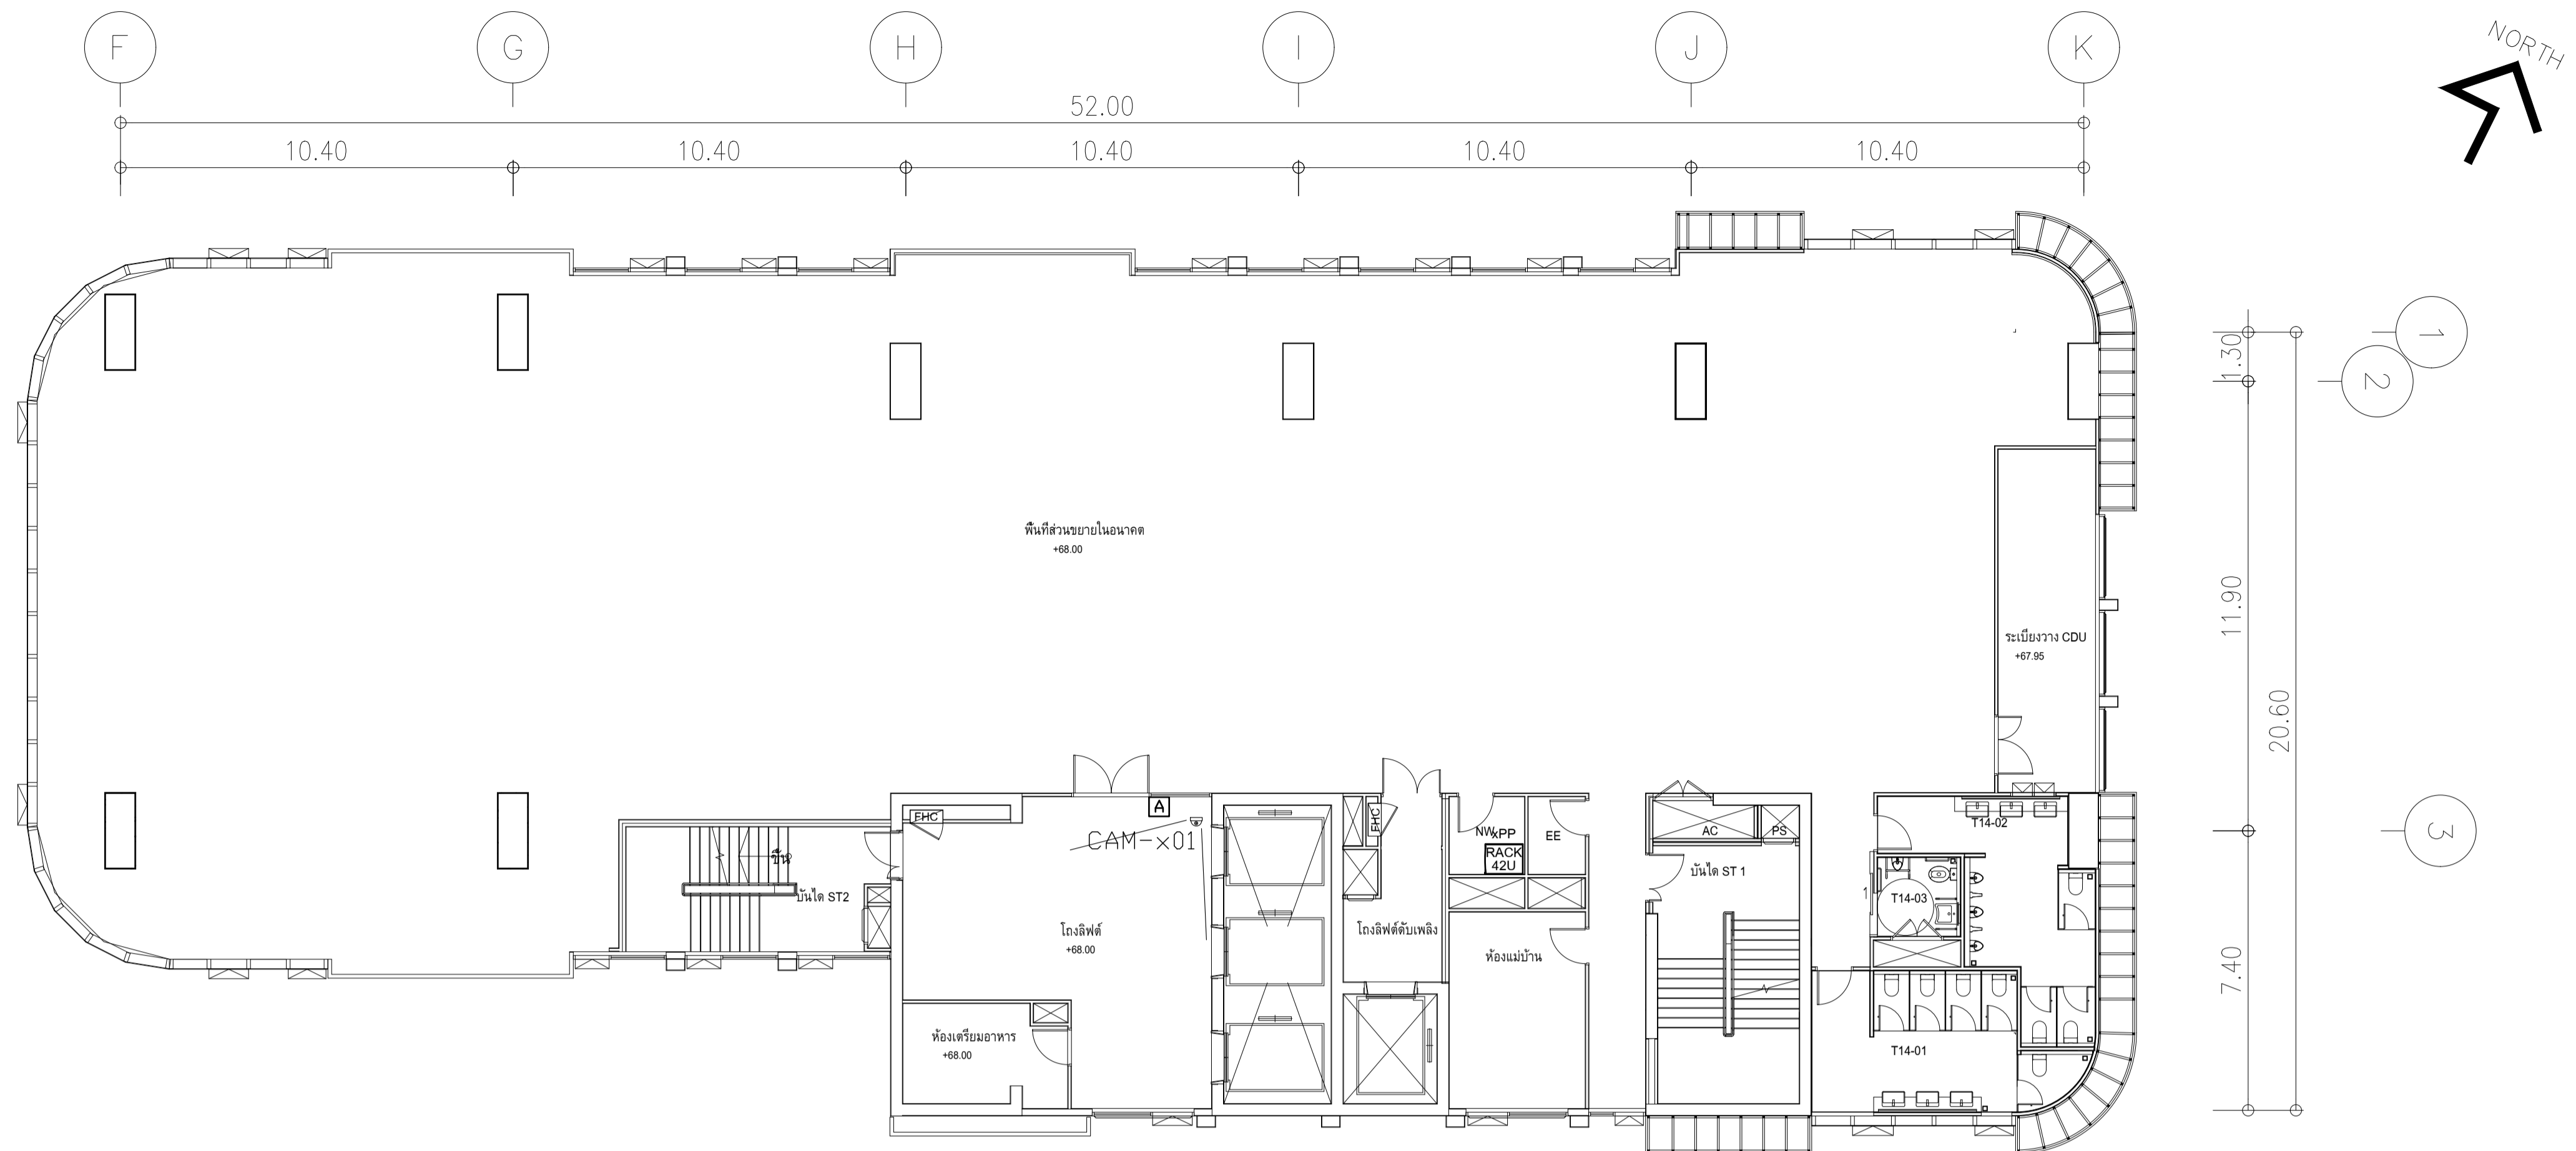 F G H I J K
NORTH
52.00
10.40 10.40 10.40 10.40 10.40
1
2
1.30
พื้นที่ส่วนขยายในอนาคต
+68.00
11.90
ระเบียงวาง CDU
+67.95
20.60
A
FHC
FHC
CAM-x01
NW
xPP
RACK
42U
EE
AC
PS
T14-02
3
ขึ้น
บันได ST2
บันได ST 1
T14-03
1
โถงลิฟต์
+68.00
โถงลิฟต์ดับเพลิง
ห้องแม่บ้าน
7.40
ห้องเตรียมอาหาร
+68.00
T14-01